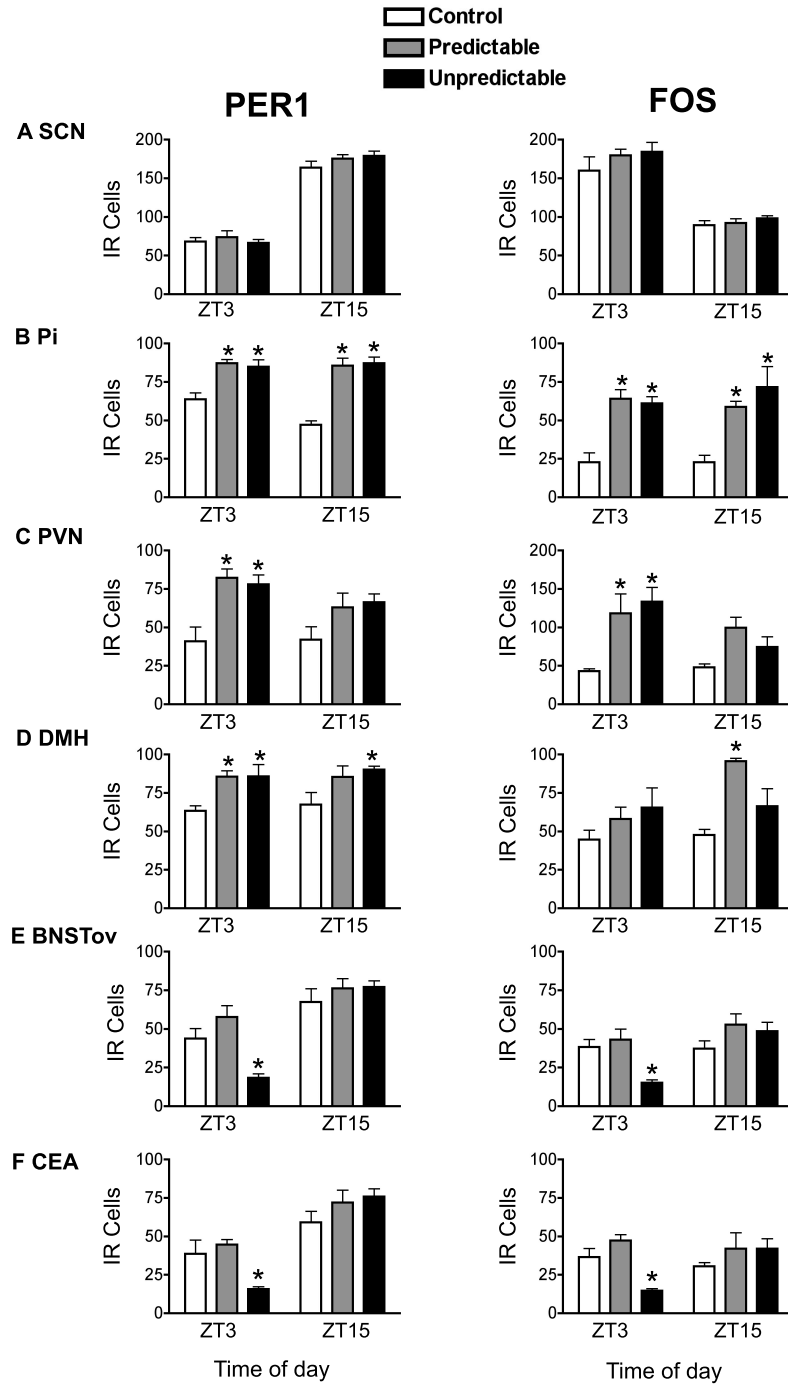 Control
Predictable
Unpredictable
PER1
FOS
A SCN
200
150
100
50
0
IR Cells
ZT3
ZT15
200
150
100
50
0
IR Cells
ZT3
ZT15
B Pi
100
75
50
25
0
IR Cells
* * * *
ZT3
ZT15
100
75
50
25
0
IR Cells
* * * *
ZT3
ZT15
C PVN
100
75
50
25
0
IR Cells
* *
ZT3
ZT15
200
150
100
50
0
IR Cells
* *
ZT3
ZT15
D DMH
100
75
50
25
0
IR Cells
* * *
ZT3
ZT15
100
75
50
25
0
IR Cells
*
ZT3
ZT15
E BNSTov
100
75
50
25
0
IR Cells
*
ZT3
ZT15
100
75
50
25
0
IR Cells
*
ZT3
ZT15
F CEA
100
75
50
25
0
IR Cells
*
ZT3
ZT15
100
75
50
25
0
IR Cells
*
ZT3
ZT15
Time of day
Time of day